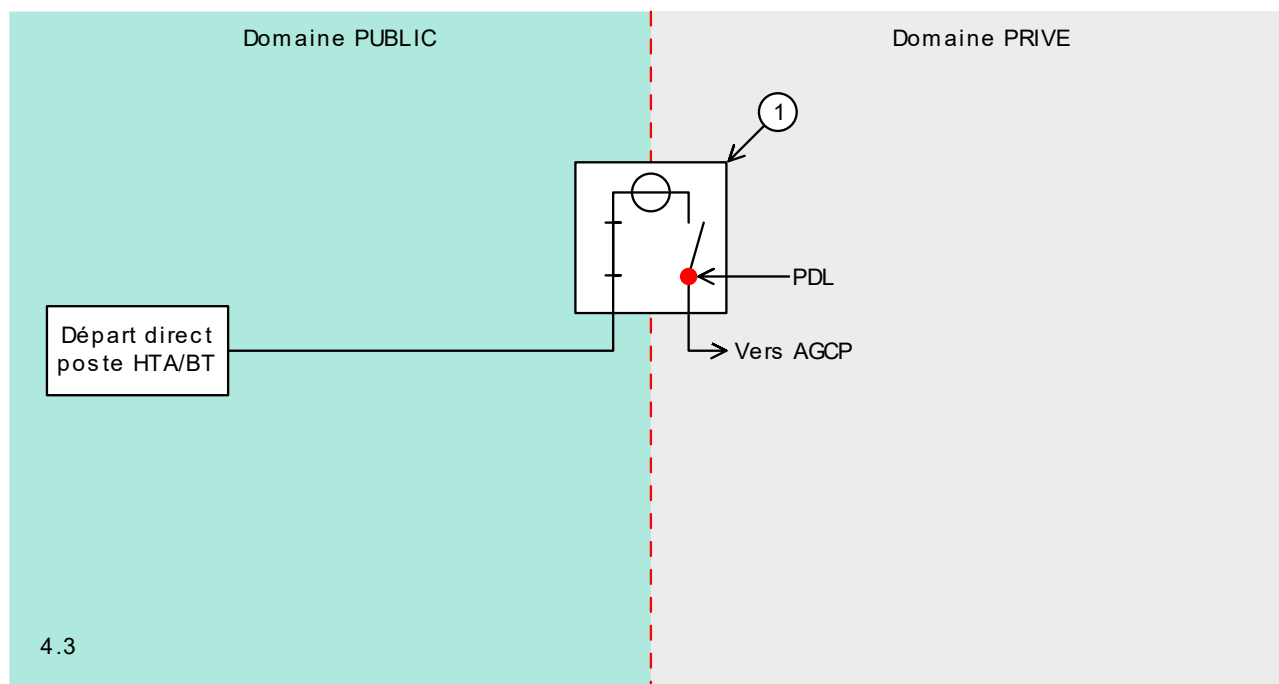 Domaine PUBLIC
Domaine PRIVE
1
PDL
Départ direct
poste HTA/BT
Vers AGCP
4.3